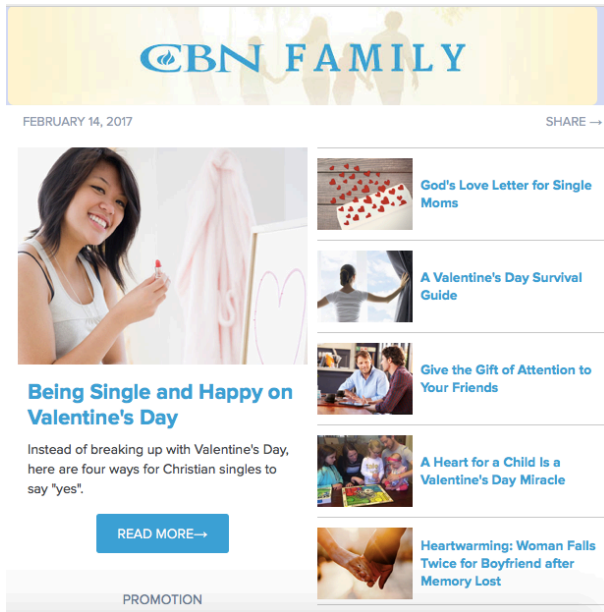 CBN FAMILY
FEBRUARY 14, 2017
SHARE →
Being Single and Happy on
Valentine's Day
Instead of breaking up with Valentine's Day,
here are four ways for Christian singles to
say "yes".
READ MORE→
PROMOTION
God's Love Letter for Single
Moms
A Valentine's Day Survival
Guide
Give the Gift of Attention to
Your Friends
A Heart for a Child Is a
Valentine's Day Miracle
Heartwarming: Woman Falls
Twice for Boyfriend after
Memory Lost